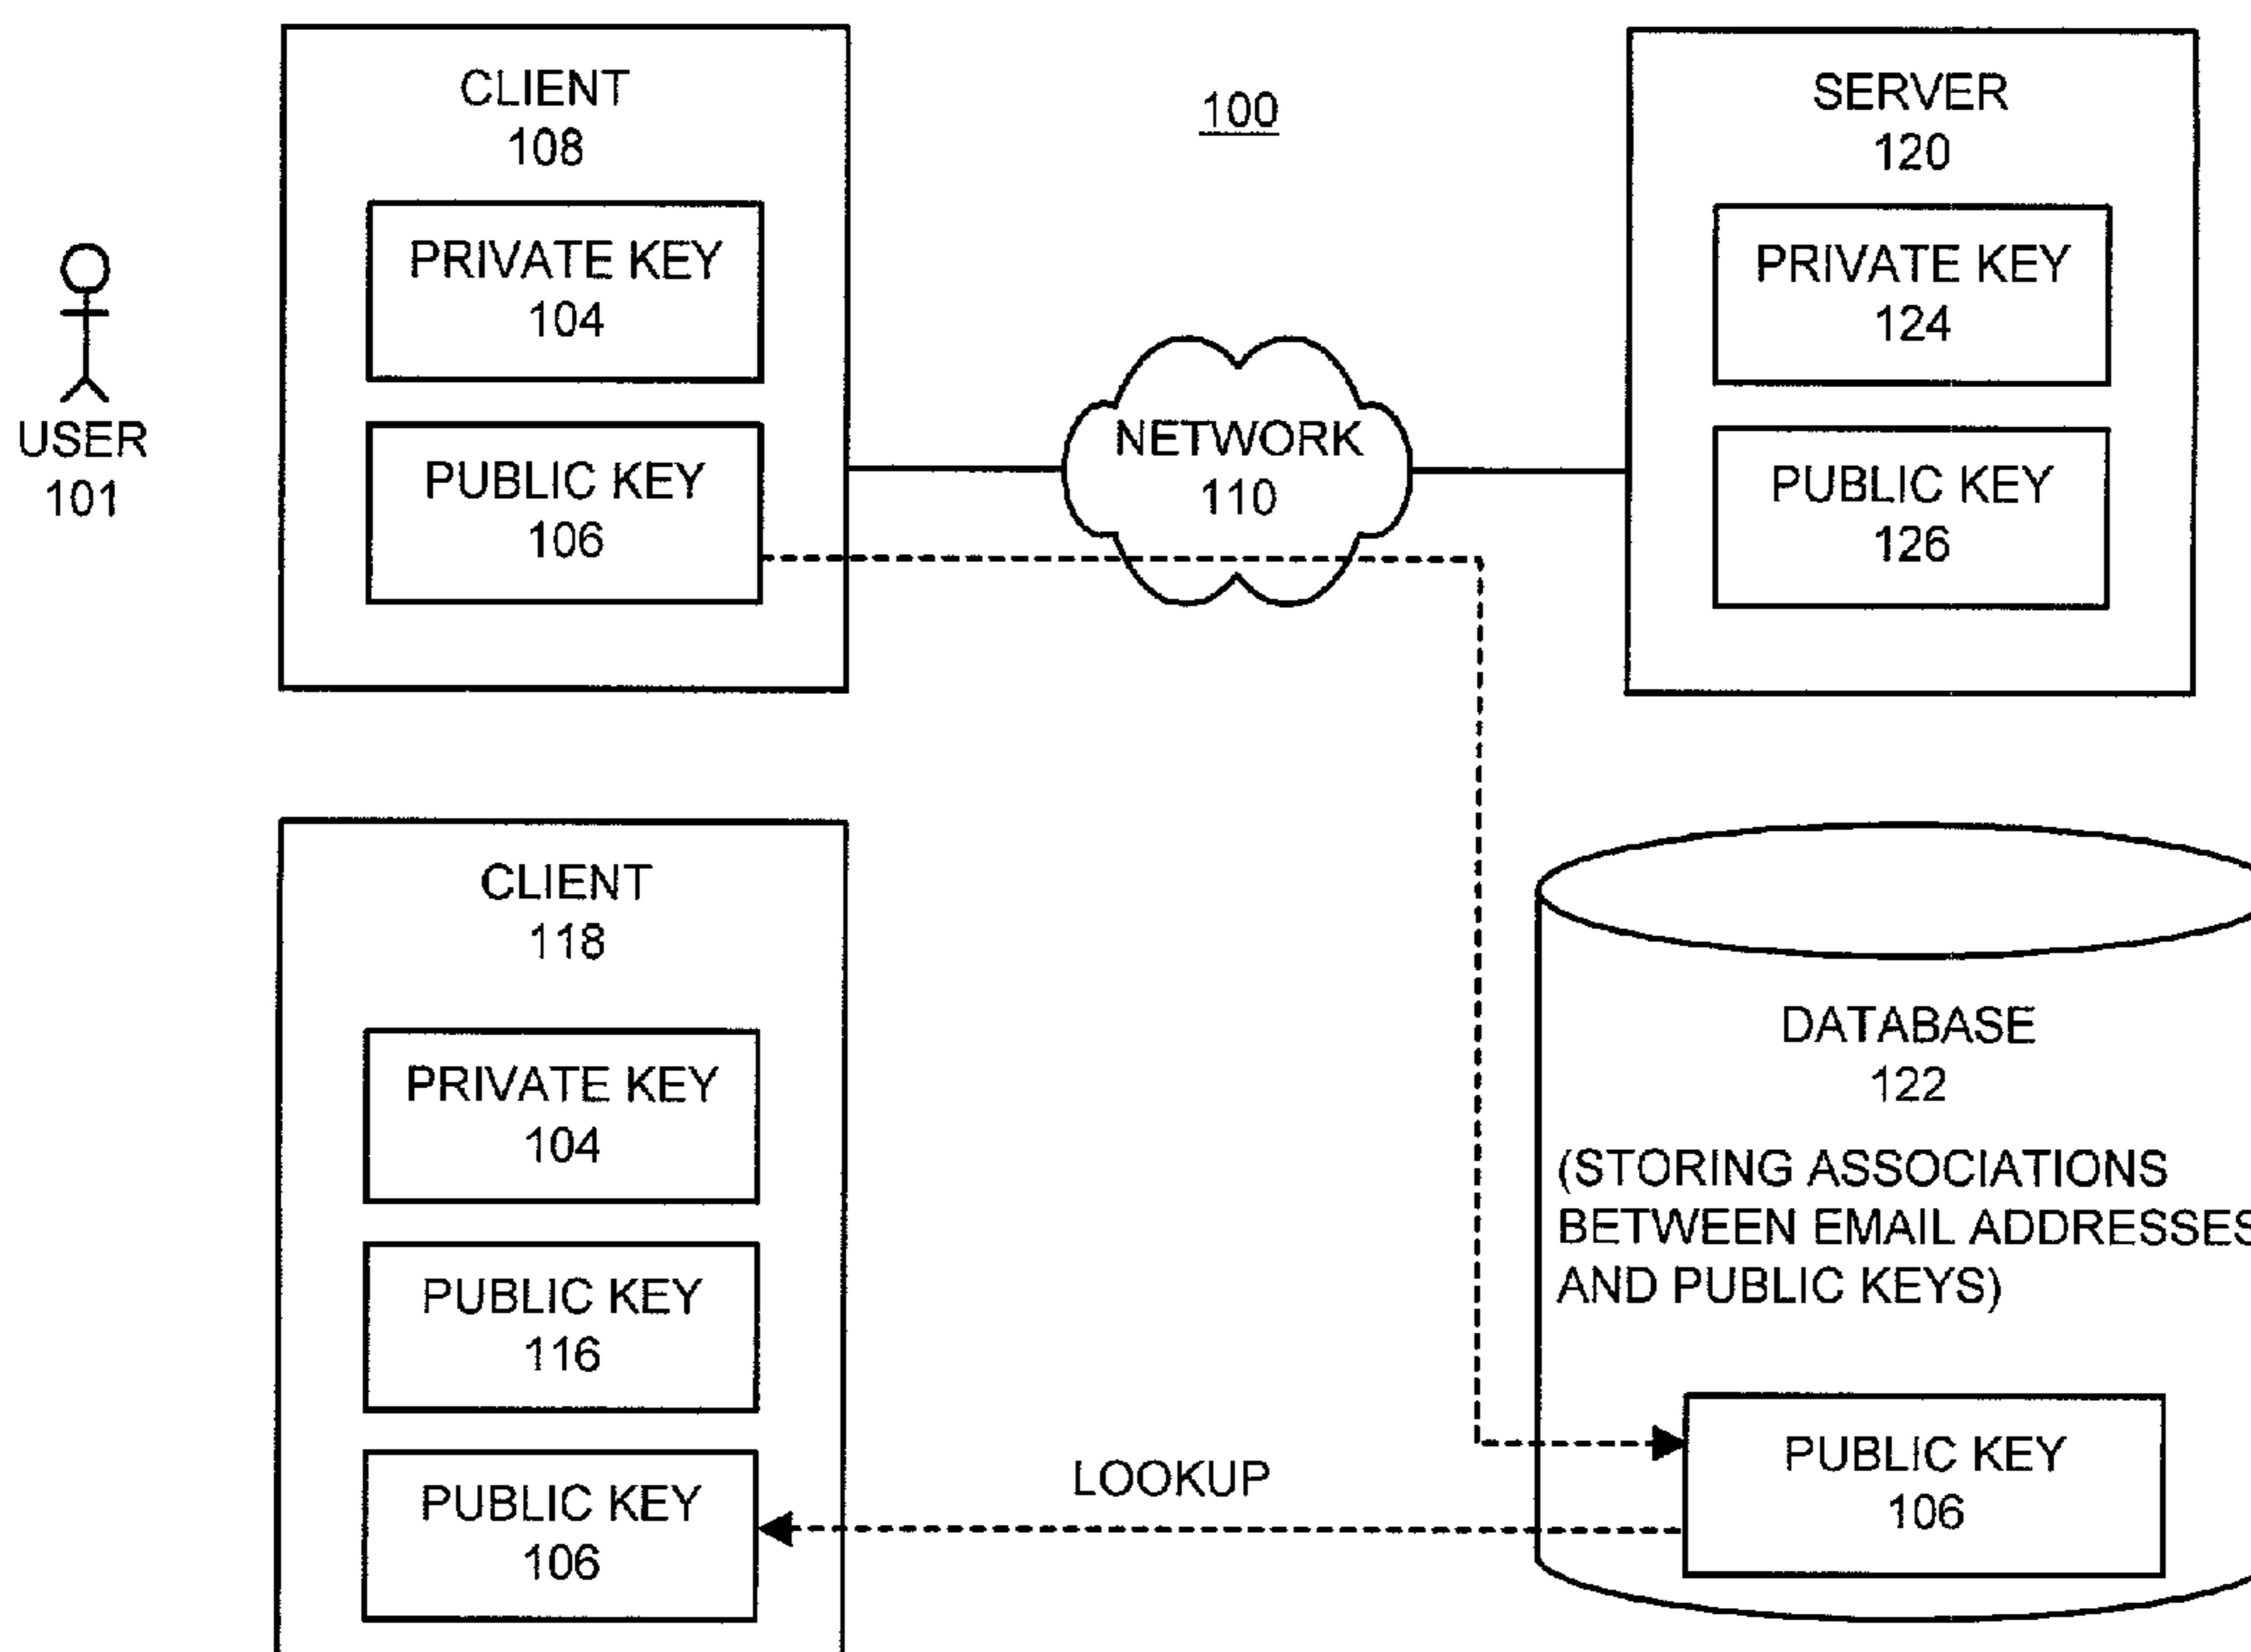 CLIENT
108
PRIVATE KEY
104
PUBLIC KEY
106
USER
101
100
NETWORK
110
SERVER
120
PRIVATE KEY
124
PUBLIC KEY
126
CLIENT
118
PRIVATE KEY
104
PUBLIC KEY
116
PUBLIC KEY
106
LOOKUP
DATABASE
122
(STORING ASSOCIATIONS
BETWEEN EMAIL ADDRESSES
AND PUBLIC KEYS)
PUBLIC KEY
106